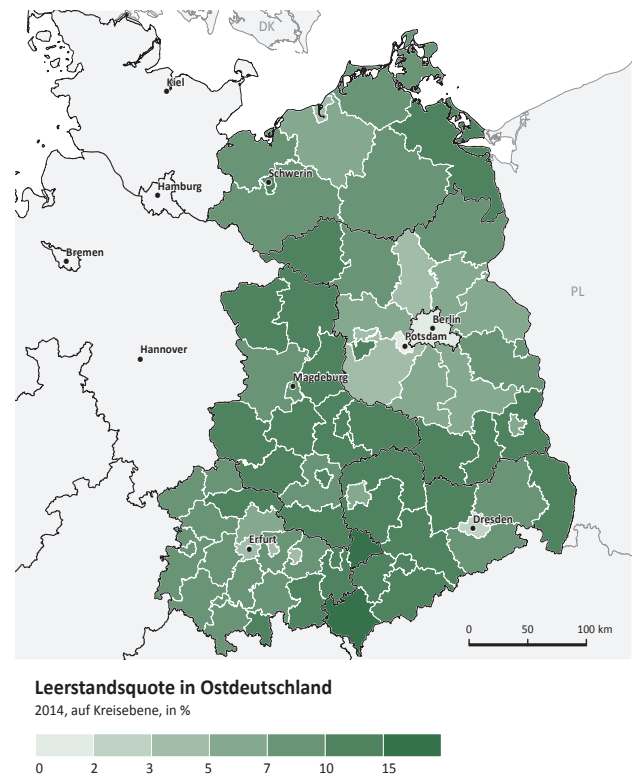 DK
Kiel
Schwerin
Hamburg
Bremen
PL
Berlin
Potsdam
Hannover
Magdeburg
Dresden
Erfurt
0 50 100 km
Leerstandsquote in Ostdeutschland
2014, auf Kreisebene, in %
0 2 3 5 7 10 15